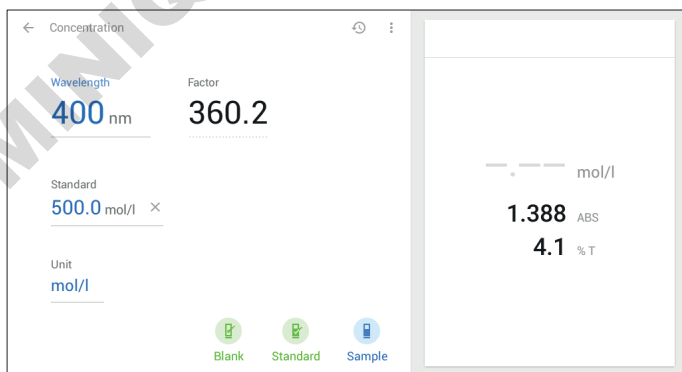 Concentration
Wavelength
400 nm
Factor
360.2
Standard
500.0 mol/l ×
Unit
mol/l
Blank
Standard
Sample
-.-- mol/l
1.388 ABS
4.1 % T